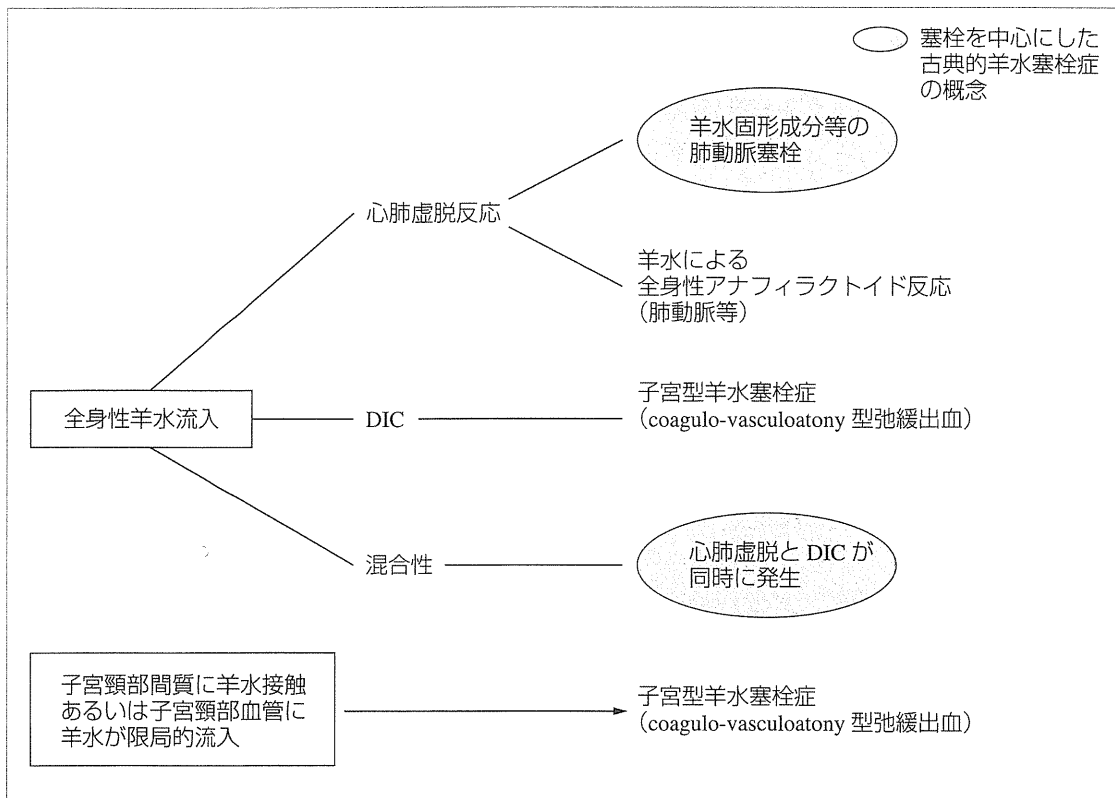 塞栓を中心にした
古典的羊水塞栓症
の概念
羊水固形成分等の
肺動脈塞栓
心肺虚脱反応
羊水による
全身性アナフィラクトイド反応
（肺動脈等）
全身性羊水流入
DIC
子宮型羊水塞栓症
（coagulo-vasculoatony 型弛緩出血）
混合性
心肺虚脱と DIC が
同時に発生
子宮頸部間質に羊水接触
あるいは子宮頸部血管に
羊水が限局的流入
子宮型羊水塞栓症
（coagulo-vasculoatony 型弛緩出血）